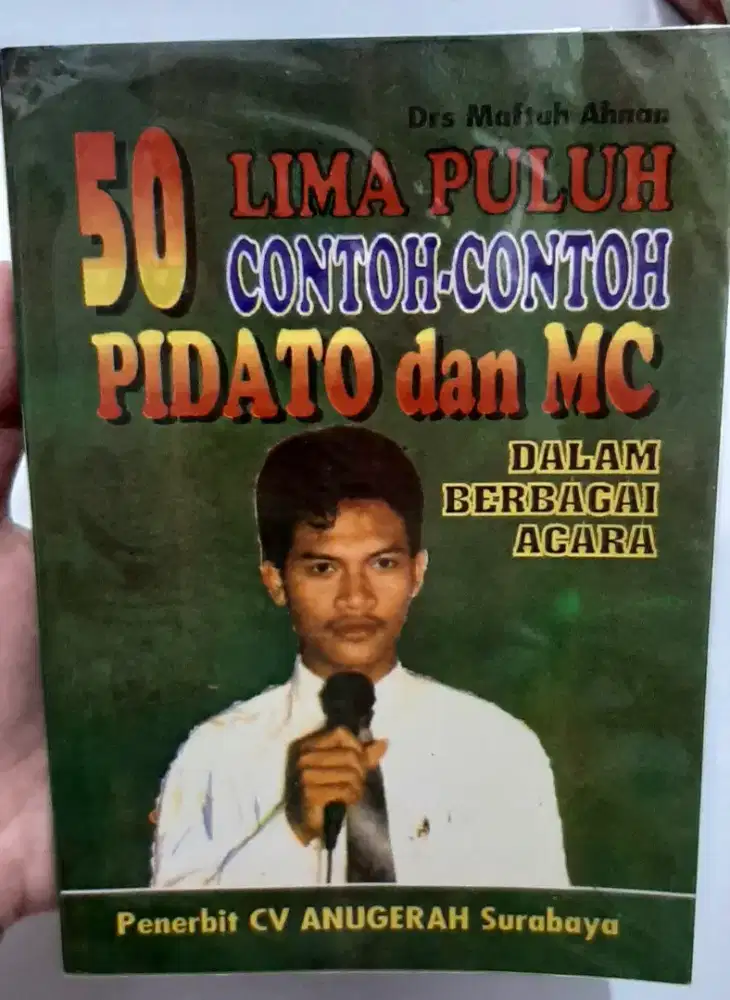 Drs Maftuh Ahnan
50 LIMA PULUH
CONTOH-CONTOH
PIDATO dan MC
DALAM
BERBAGAI
ACARA
Penerbit CV ANUGERAH Surabaya